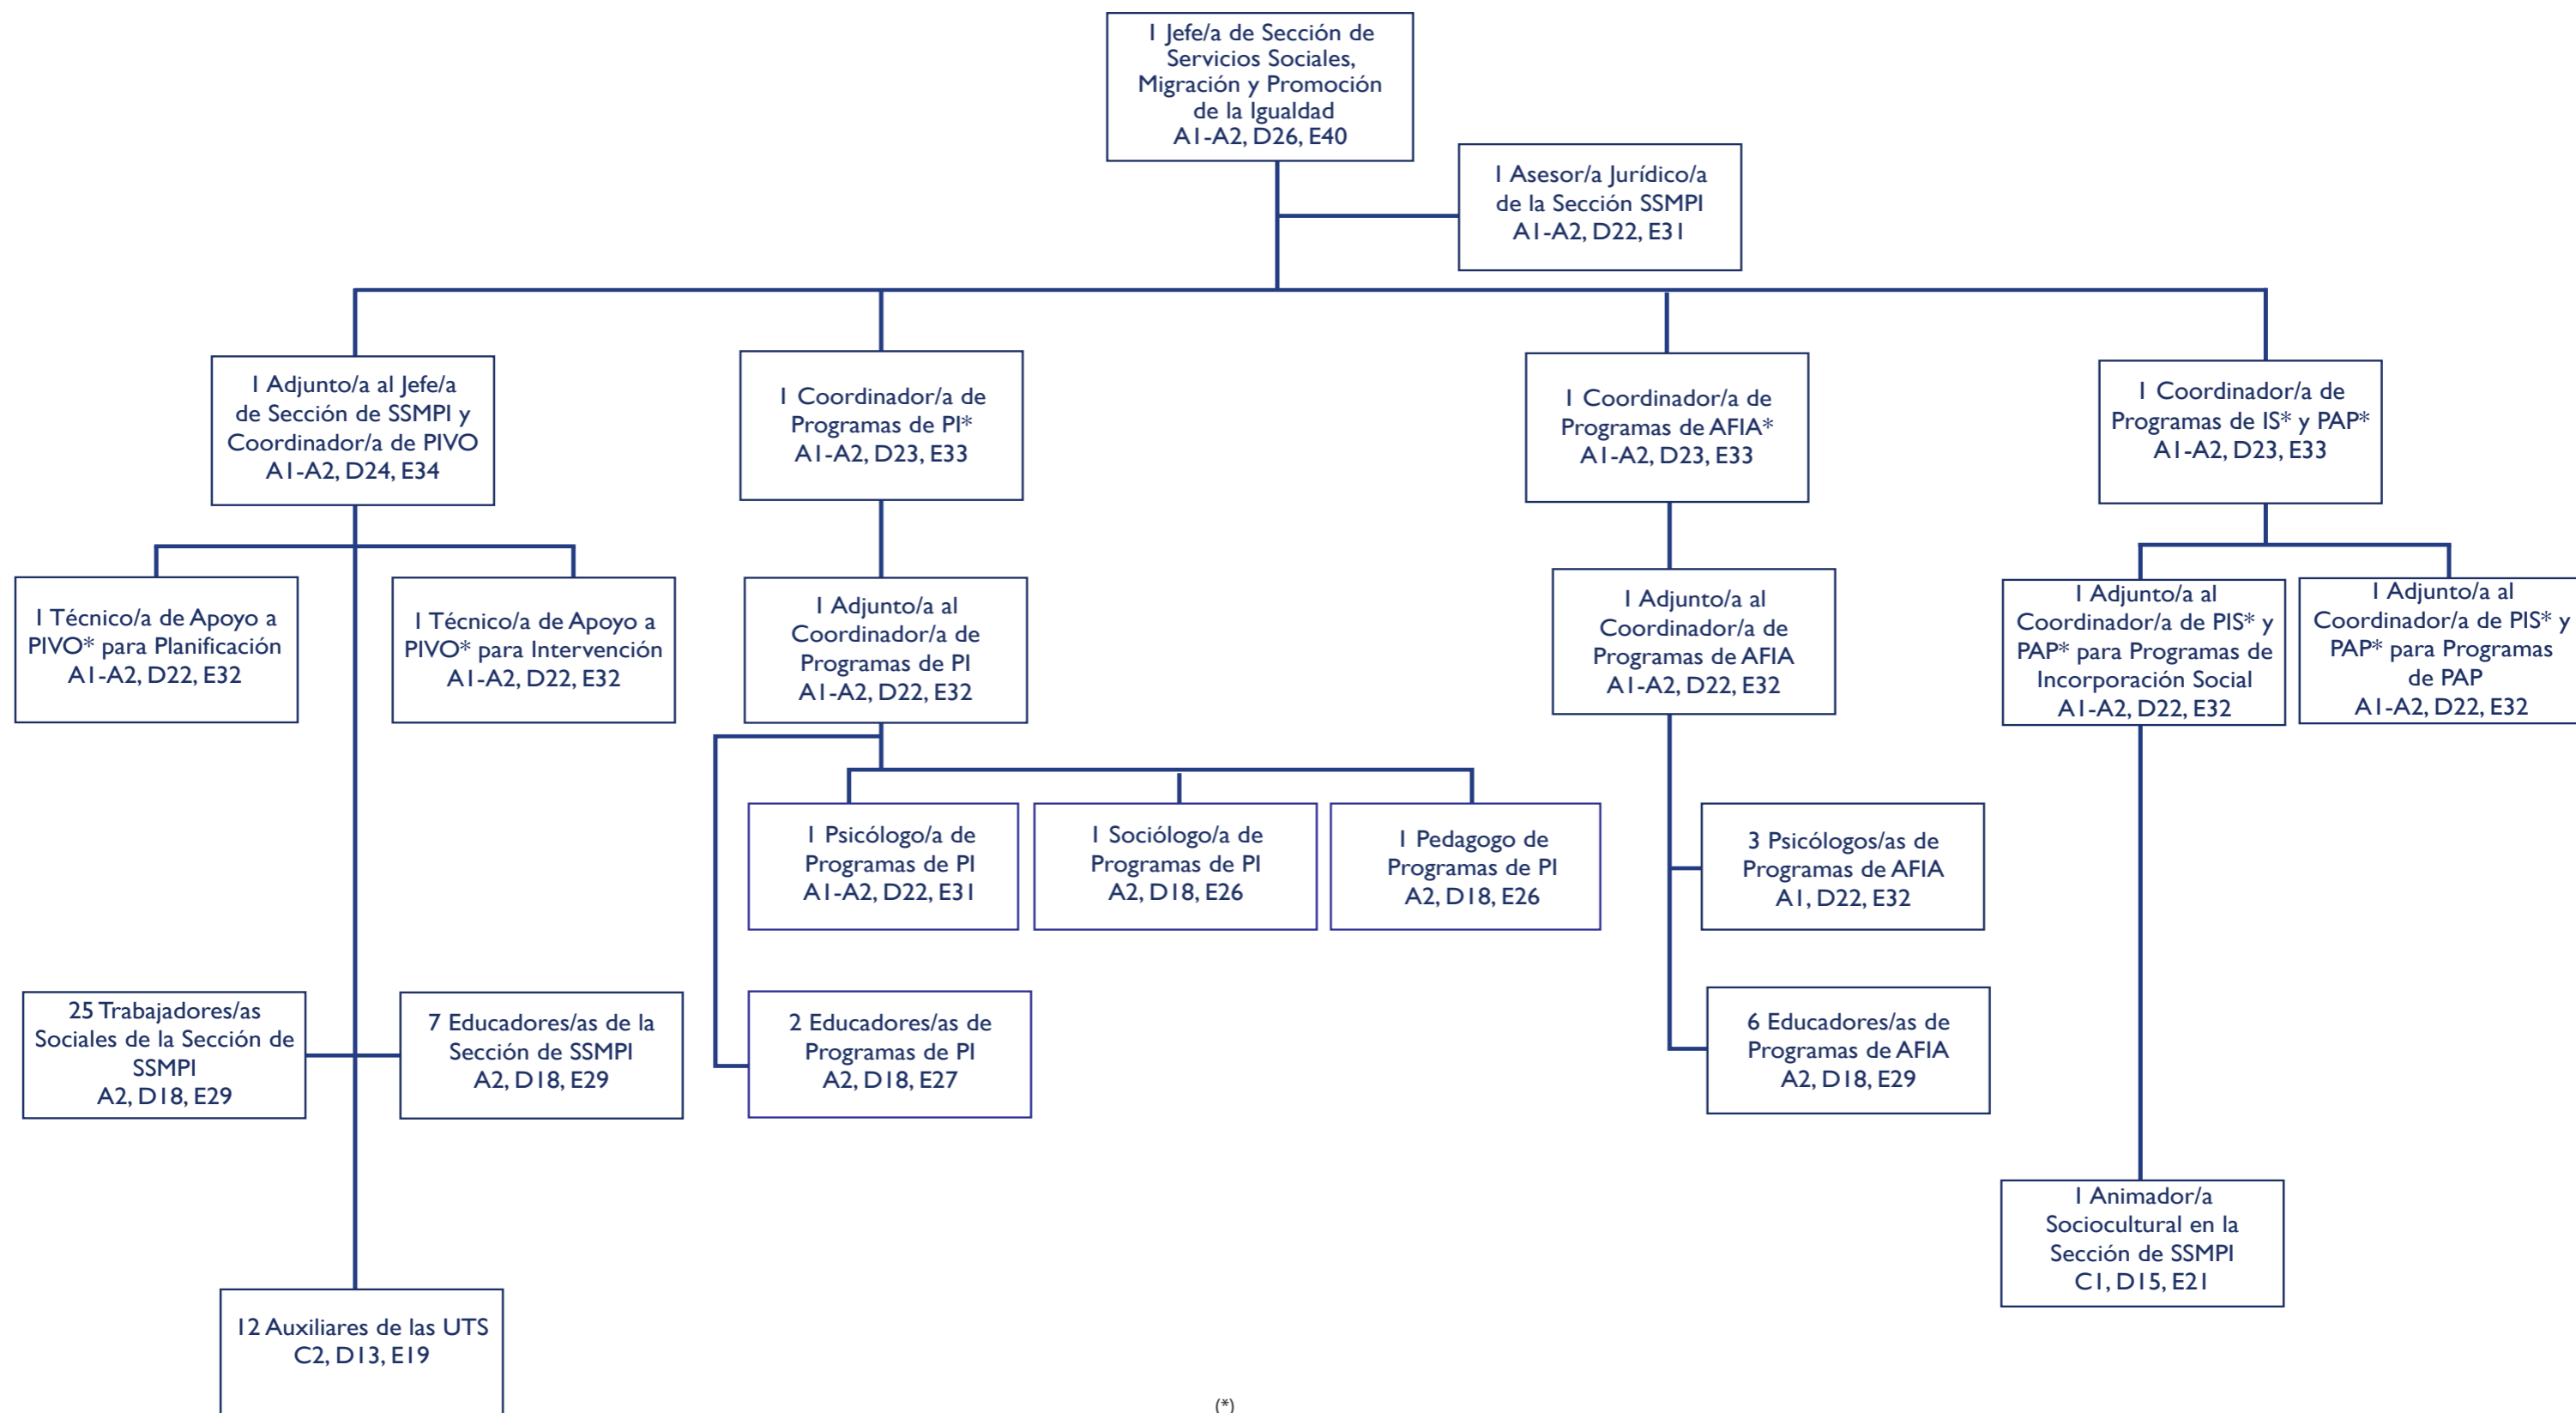 1 Jefe/a de Sección de
Servicios Sociales,
Migración y Promoción
de la Igualdad
A1-A2, D26, E40
1 Asesor/a Jurídico/a
de la Sección SSMPI
A1-A2, D22, E31
1 Adjunto/a al Jefe/a
de Sección de SSMPI y
Coordinador/a de PIVO
A1-A2, D24, E34
1 Coordinador/a de
Programas de PI*
A1-A2, D23, E33
1 Coordinador/a de
Programas de AFIA*
A1-A2, D23, E33
1 Coordinador/a de
Programas de IS* y PAP*
A1-A2, D23, E33
1 Técnico/a de Apoyo a
PIVO* para Planificación
A1-A2, D22, E32
1 Técnico/a de Apoyo a
PIVO* para Intervención
A1-A2, D22, E32
1 Adjunto/a al
Coordinador/a de
Programas de PI
A1-A2, D22, E32
1 Adjunto/a al
Coordinador/a de
Programas de AFIA
A1-A2, D22, E32
1 Adjunto/a al
Coordinador/a de PIS* y
PAP* para Programas de
Incorporación Social
A1-A2, D22, E32
1 Adjunto/a al
Coordinador/a de PIS* y
PAP* para Programas
de PAP
A1-A2, D22, E32
1 Psicólogo/a de
Programas de PI
A1-A2, D22, E31
1 Sociólogo/a de
Programas de PI
A2, D18, E26
1 Pedagogo de
Programas de PI
A2, D18, E26
3 Psicólogos/as de
Programas de AFIA
A1, D22, E32
25 Trabajadores/as
Sociales de la Sección de
SSMPI
A2, D18, E29
7 Educadores/as de la
Sección de SSMPI
A2, D18, E29
2 Educadores/as de
Programas de PI
A2, D18, E27
6 Educadores/as de
Programas de AFIA
A2, D18, E29
1 Animador/a
Sociocultural en la
Sección de SSMPI
C1, D15, E21
12 Auxiliares de las UTS
C2, D13, E19
(*)